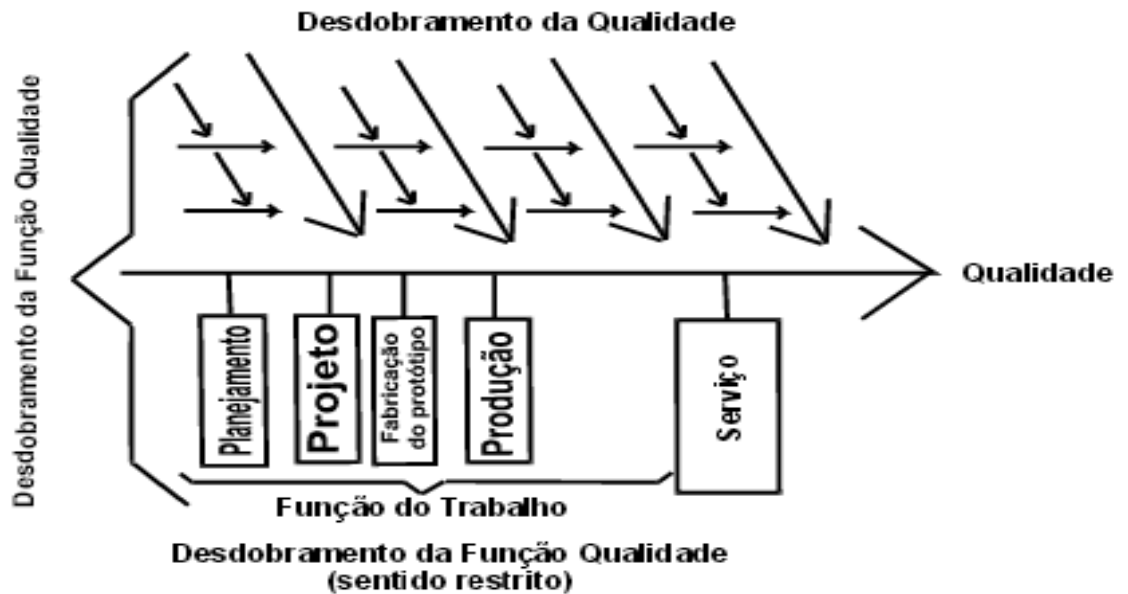 Desdobramento da Qualidade
Desdobramento da Função Qualidade
Qualidade
Planejamento
Projeto
Fabricação
do protótipo
Produção
Serviço
Função do Trabalho
Desdobramento da Função Qualidade
(sentido restrito)